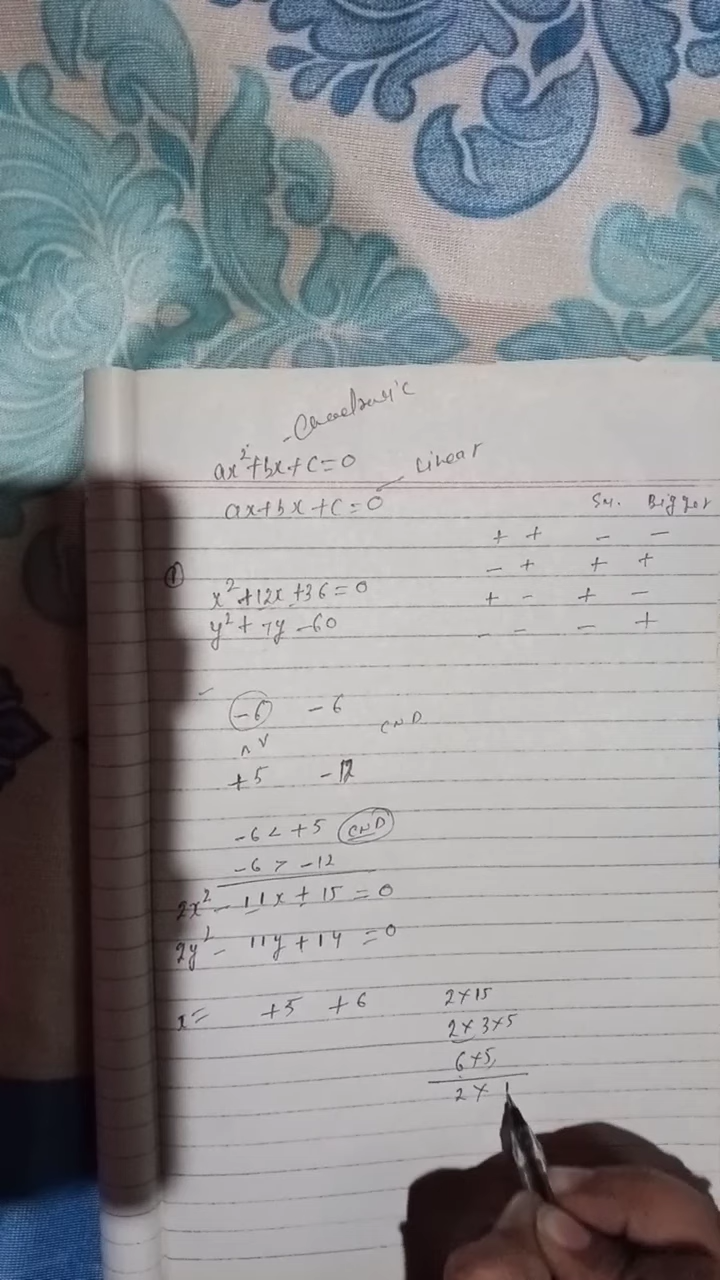 ax²+bx+c=0
Linear
ax+bx+c=0
Bigger
+ + - -
- + + +
①
x²+12x+36=0
+ - + -
y²+7y-60
- - - +
-6 -6
CND
+5 -12
-6< +5 CND
-6 > -12
2x²-11x+15=0
2y²-11y+14=0
x= +5 +6
2×15
2×3×5
6×5
2× 1